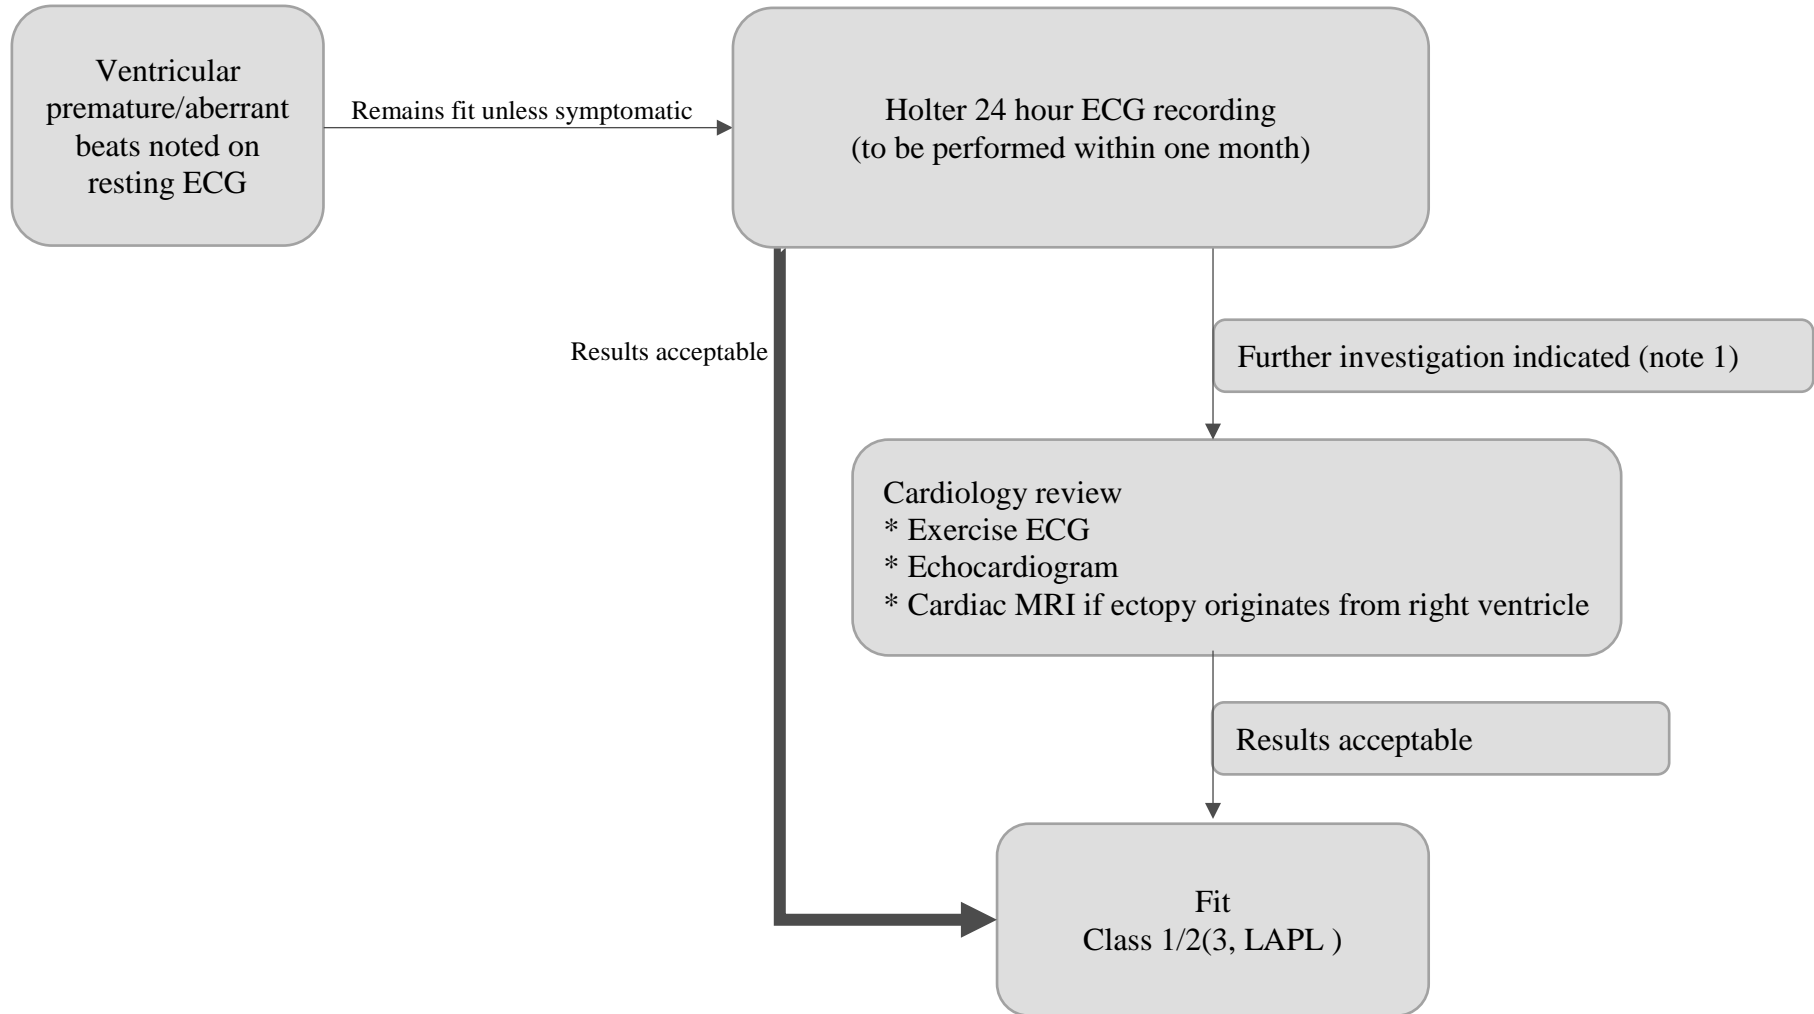 Ventricular
premature/aberrant
beats noted on
resting ECG
Remains fit unless symptomatic
Holter 24 hour ECG recording
(to be performed within one month)
Results acceptable
Further investigation indicated (note 1)
Cardiology review
* Exercise ECG
* Echocardiogram
* Cardiac MRI if ectopy originates from right ventricle
Results acceptable
Fit
Class 1/2(3, LAPL )